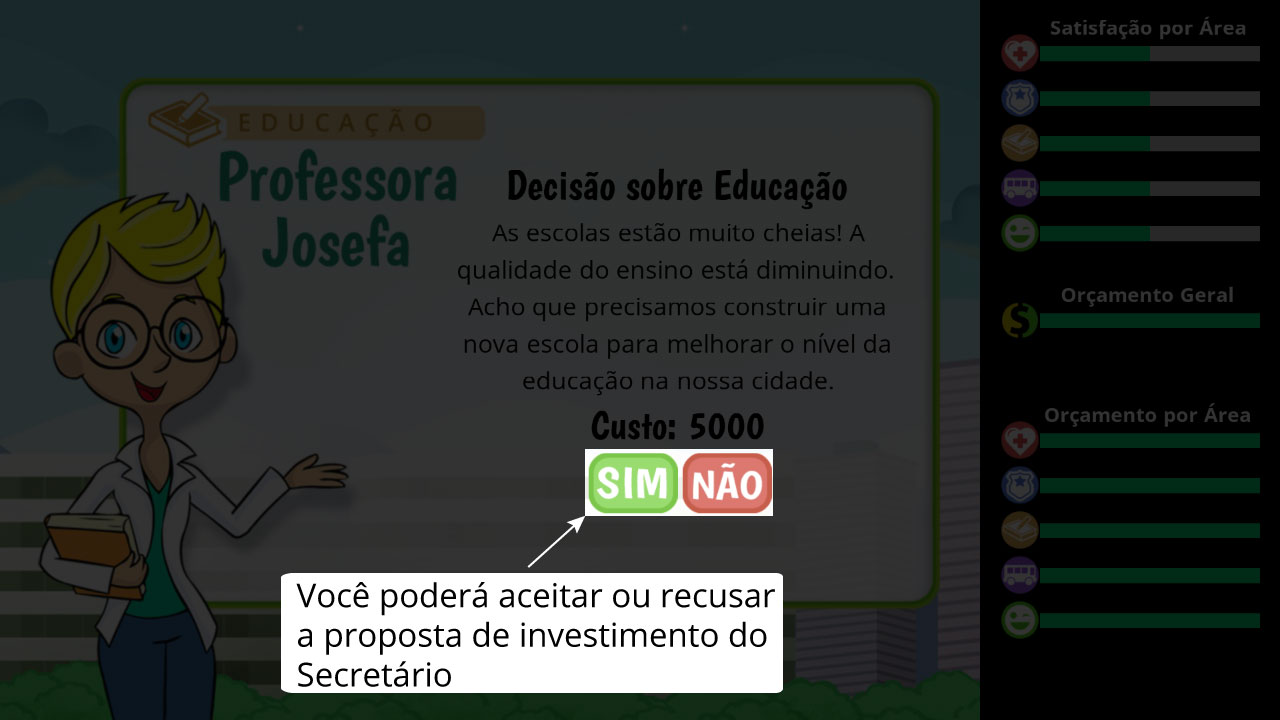 EDUCAÇÃO
Professora
Josefa
Decisão sobre Educação
As escolas estão muito cheias! A
qualidade do ensino está diminuindo.
Acho que precisamos construir uma
nova escola para melhorar o nível da
educação na nossa cidade.
Custo: 5000
SIM NÃO
Você poderá aceitar ou recusar
a proposta de investimento do
Secretário
Satisfação por Área
Orçamento Geral
Orçamento por Área